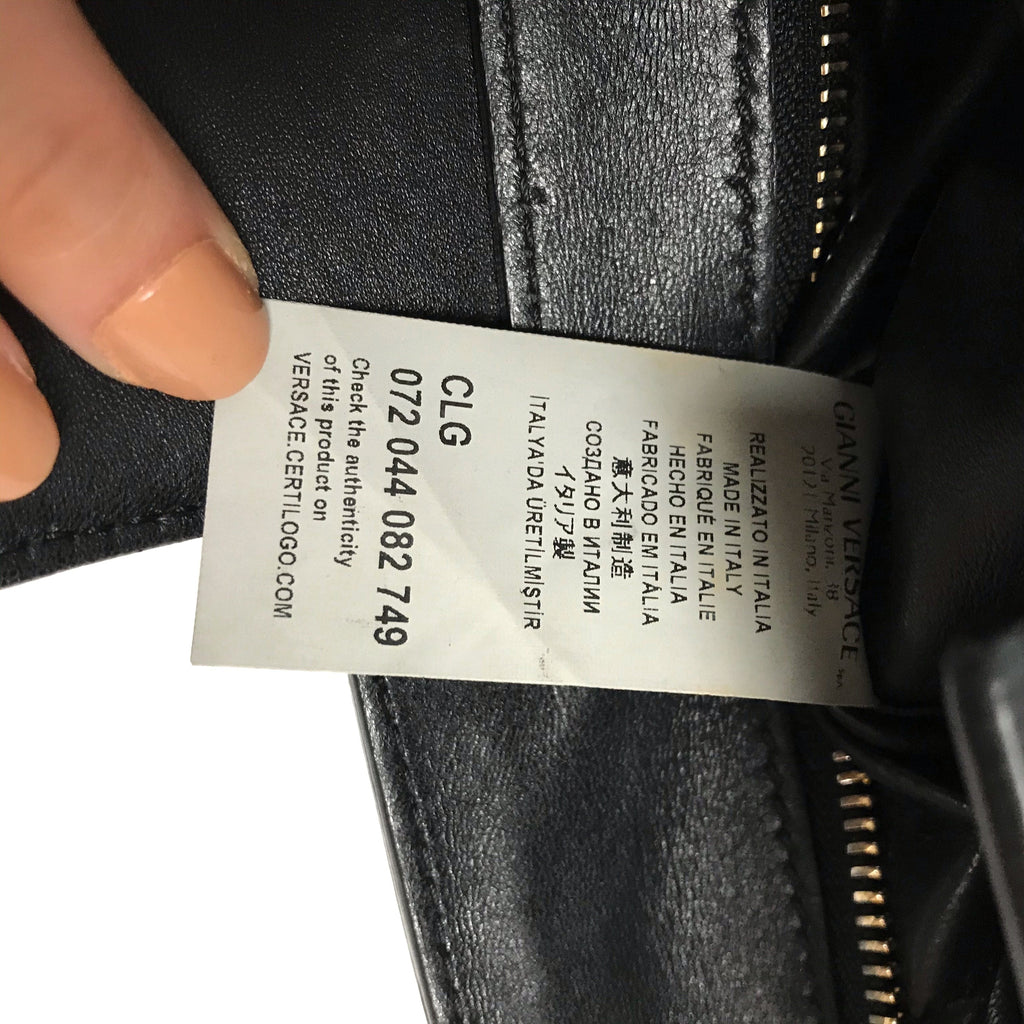 GIANNI VERSACE SpA
Via Manzoni, 38
20121 Milano, Italy
REALIZZATO IN ITALIA
MADE IN ITALY
FABRIQUÉ EN ITALIE
HECHO EN ITALIA
FABRICADO EM ITÁLIA
意大利制造
СОЗДАНО В ИТАЛИИ
イタリア製
İTALYA'DA ÜRETİLMİŞTİR
CLG
072 044 082 749
Check the authenticity
of this product on
VERSACE.CERTILOGO.COM